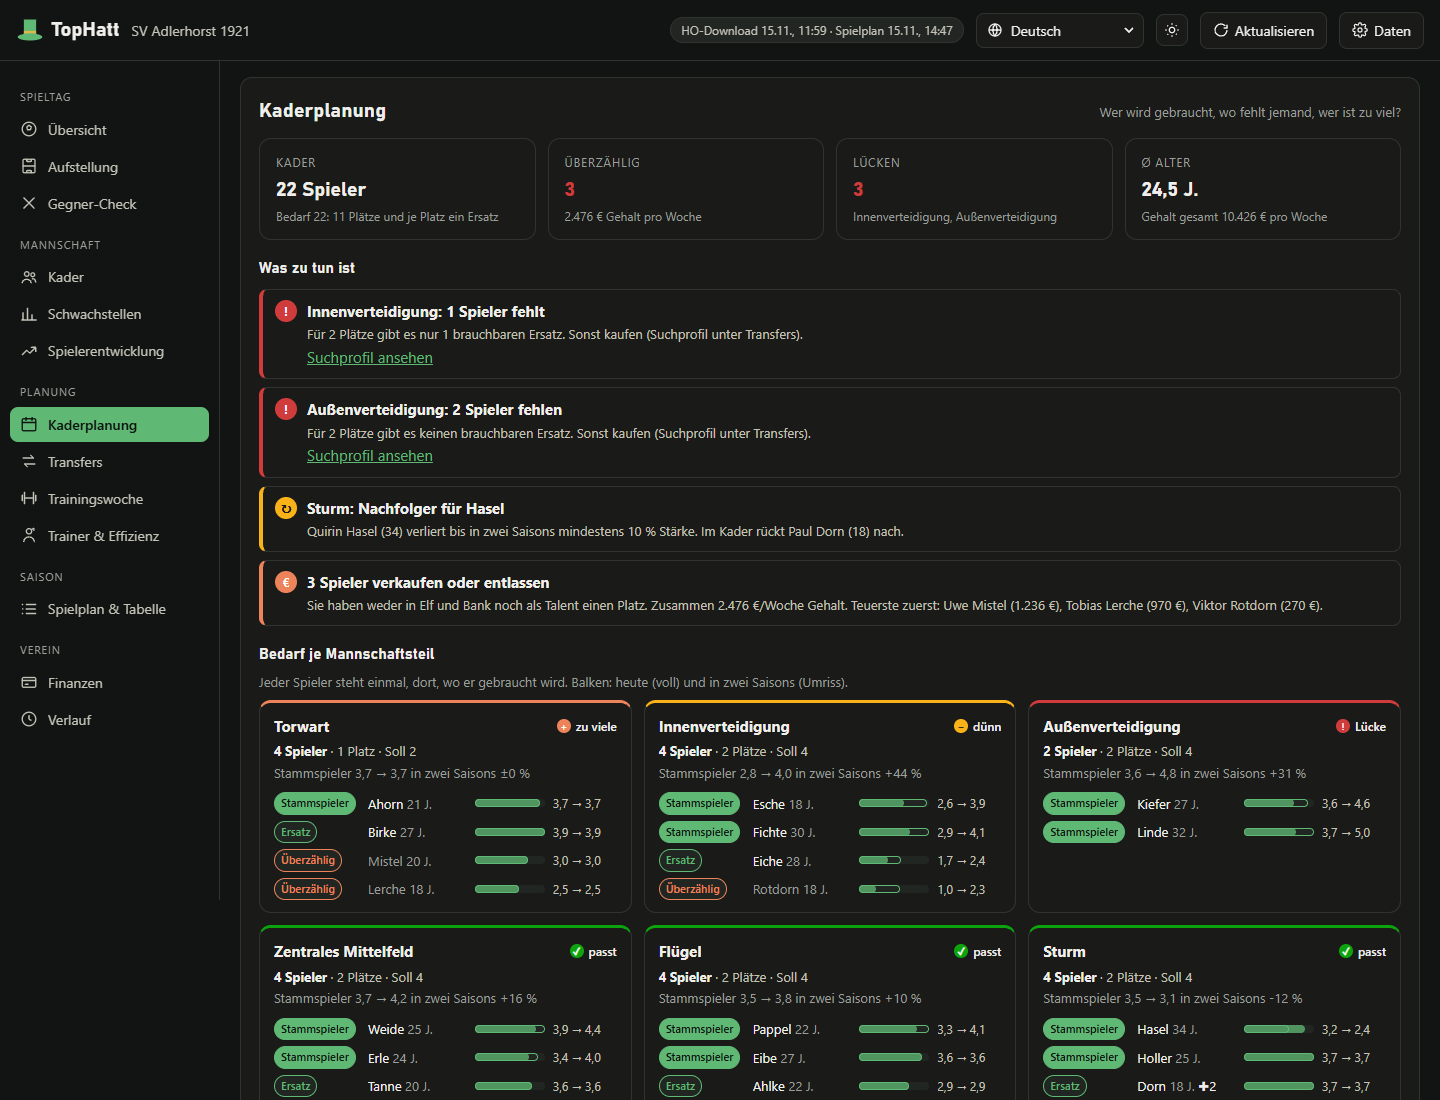 TopHatt SV Adlerhorst 1921
HO-Download 15.11., 11:59 · Spielplan 15.11., 14:47
Deutsch
Aktualisieren
Daten
SPIELTAG
Übersicht
Aufstellung
Gegner-Check
MANNSCHAFT
Kader
Schwachstellen
Spielerentwicklung
PLANUNG
Kaderplanung
Transfers
Trainingswoche
Trainer & Effizienz
SAISON
Spielplan & Tabelle
VEREIN
Finanzen
Verlauf
Kaderplanung
Wer wird gebraucht, wo fehlt jemand, wer ist zu viel?
KADER
22 Spieler
Bedarf 22: 11 Plätze und je Platz ein Ersatz
ÜBERZÄHLIG
3
2.476 € Gehalt pro Woche
LÜCKEN
3
Innenverteidigung, Außenverteidigung
Ø ALTER
24,5 J.
Gehalt gesamt 10.426 € pro Woche
Was zu tun ist
! Innenverteidigung: 1 Spieler fehlt
Für 2 Plätze gibt es nur 1 brauchbaren Ersatz. Sonst kaufen (Suchprofil unter Transfers).
Suchprofil ansehen
! Außenverteidigung: 2 Spieler fehlen
Für 2 Plätze gibt es keinen brauchbaren Ersatz. Sonst kaufen (Suchprofil unter Transfers).
Suchprofil ansehen
↻ Sturm: Nachfolger für Hasel
Quirin Hasel (34) verliert bis in zwei Saisons mindestens 10 % Stärke. Im Kader rückt Paul Dorn (18) nach.
€ 3 Spieler verkaufen oder entlassen
Sie haben weder in Elf und Bank noch als Talent einen Platz. Zusammen 2.476 €/Woche Gehalt. Teuerste zuerst: Uwe Mistel (1.236 €), Tobias Lerche (970 €), Viktor Rotdorn (270 €).
Bedarf je Mannschaftsteil
Jeder Spieler steht einmal, dort, wo er gebraucht wird. Balken: heute (voll) und in zwei Saisons (Umriss).
Torwart + zu viele
4 Spieler · 1 Platz · Soll 2
Stammspieler 3,7 → 3,7 in zwei Saisons ±0 %
Stammspieler Ahorn 21 J. 3,7 → 3,7
Ersatz Birke 27 J. 3,9 → 3,9
Überzählig Mistel 20 J. 3,0 → 3,0
Überzählig Lerche 18 J. 2,5 → 2,5
Innenverteidigung − dünn
4 Spieler · 2 Plätze · Soll 4
Stammspieler 2,8 → 4,0 in zwei Saisons +44 %
Stammspieler Esche 18 J. 2,6 → 3,9
Stammspieler Fichte 30 J. 2,9 → 4,1
Ersatz Eiche 28 J. 1,7 → 2,4
Überzählig Rotdorn 18 J. 1,0 → 2,3
Außenverteidigung ! Lücke
2 Spieler · 2 Plätze · Soll 4
Stammspieler 3,6 → 4,8 in zwei Saisons +31 %
Stammspieler Kiefer 27 J. 3,6 → 4,6
Stammspieler Linde 32 J. 3,7 → 5,0
Zentrales Mittelfeld ✓ passt
4 Spieler · 2 Plätze · Soll 4
Stammspieler 3,7 → 4,2 in zwei Saisons +16 %
Stammspieler Weide 25 J. 3,9 → 4,4
Stammspieler Erle 24 J. 3,4 → 4,0
Ersatz Tanne 20 J. 3,6 → 3,6
Flügel ✓ passt
4 Spieler · 2 Plätze · Soll 4
Stammspieler 3,5 → 3,8 in zwei Saisons +10 %
Stammspieler Pappel 22 J. 3,3 → 4,1
Stammspieler Eibe 27 J. 3,6 → 3,6
Ersatz Ahlke 22 J. 2,9 → 2,9
Sturm ✓ passt
4 Spieler · 2 Plätze · Soll 4
Stammspieler 3,5 → 3,1 in zwei Saisons -12 %
Stammspieler Hasel 34 J. 3,2 → 2,4
Stammspieler Holler 25 J. 3,7 → 3,7
Ersatz Dorn 18 J. ✚2 3,7 → 3,7